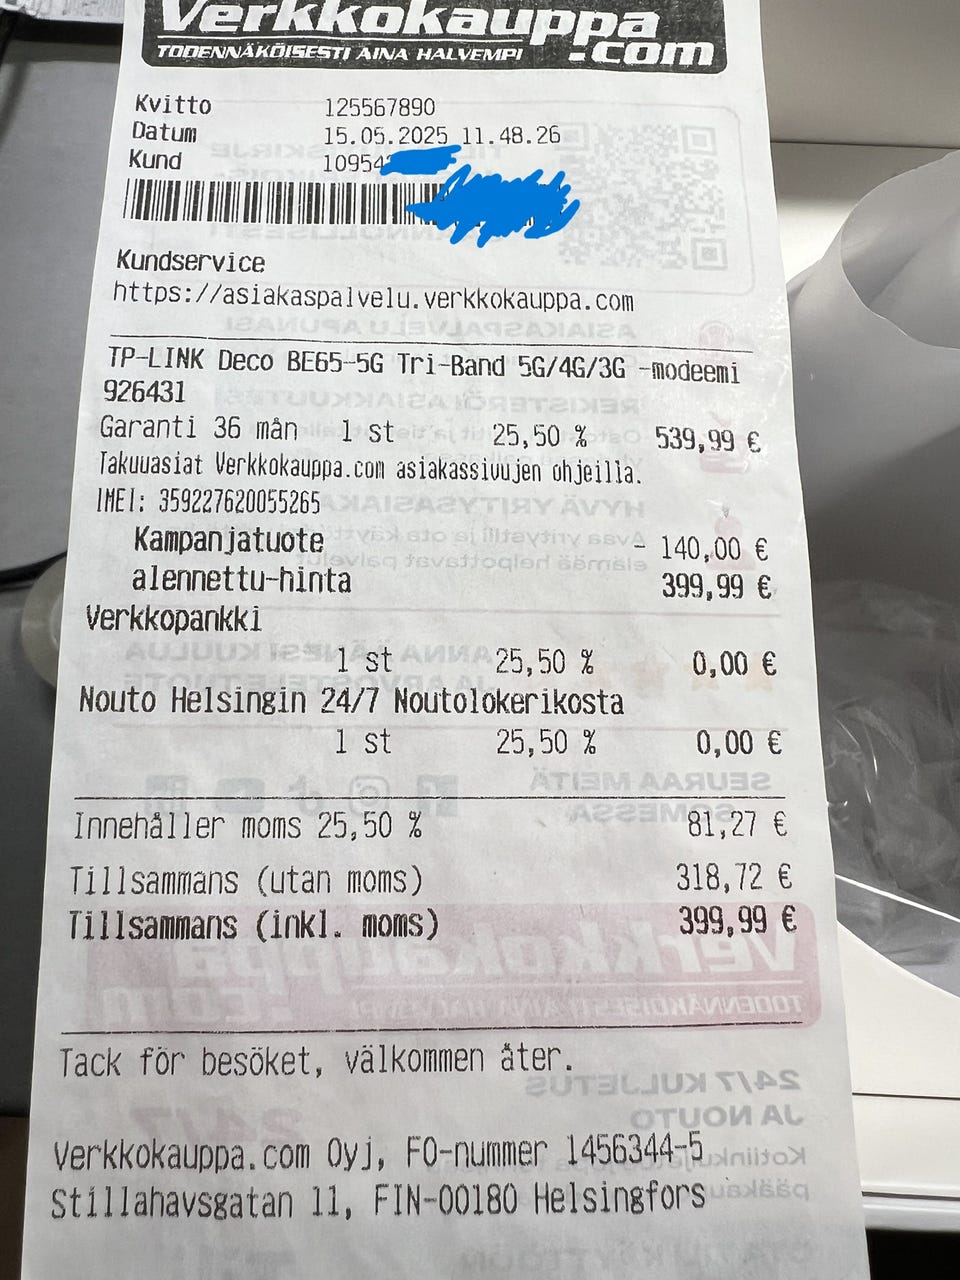 Verkkokauppa
.com
TODENNÄKÖISESTI AINA HALVEMPI
Kvitto 125567890
Datum 15.05.2025 11.48.26
Kund 10954
Kundservice
https://asiakaspalvelu.verkkokauppa.com
TP-LINK Deco BE65-5G Tri-Band 5G/4G/3G -modeemi
926431
Garanti 36 mån 1 st 25,50 % 539,99 €
Takuuasiat Verkkokauppa.com asiakassivujen ohjeilla.
IMEI: 359227620055265
Kampanjatuote - 140,00 €
alennettu-hinta 399,99 €
Verkkopankki
1 st 25,50 % 0,00 €
Nouto Helsingin 24/7 Noutolokerikosta
1 st 25,50 % 0,00 €
Innehåller moms 25,50 % 81,27 €
Tillsammans (utan moms) 318,72 €
Tillsammans (inkl. moms) 399,99 €
Tack för besöket, välkommen åter.
Verkkokauppa.com Oyj, FO-nummer 1456344-5
Stillahavsgatan 11, FIN-00180 Helsingfors